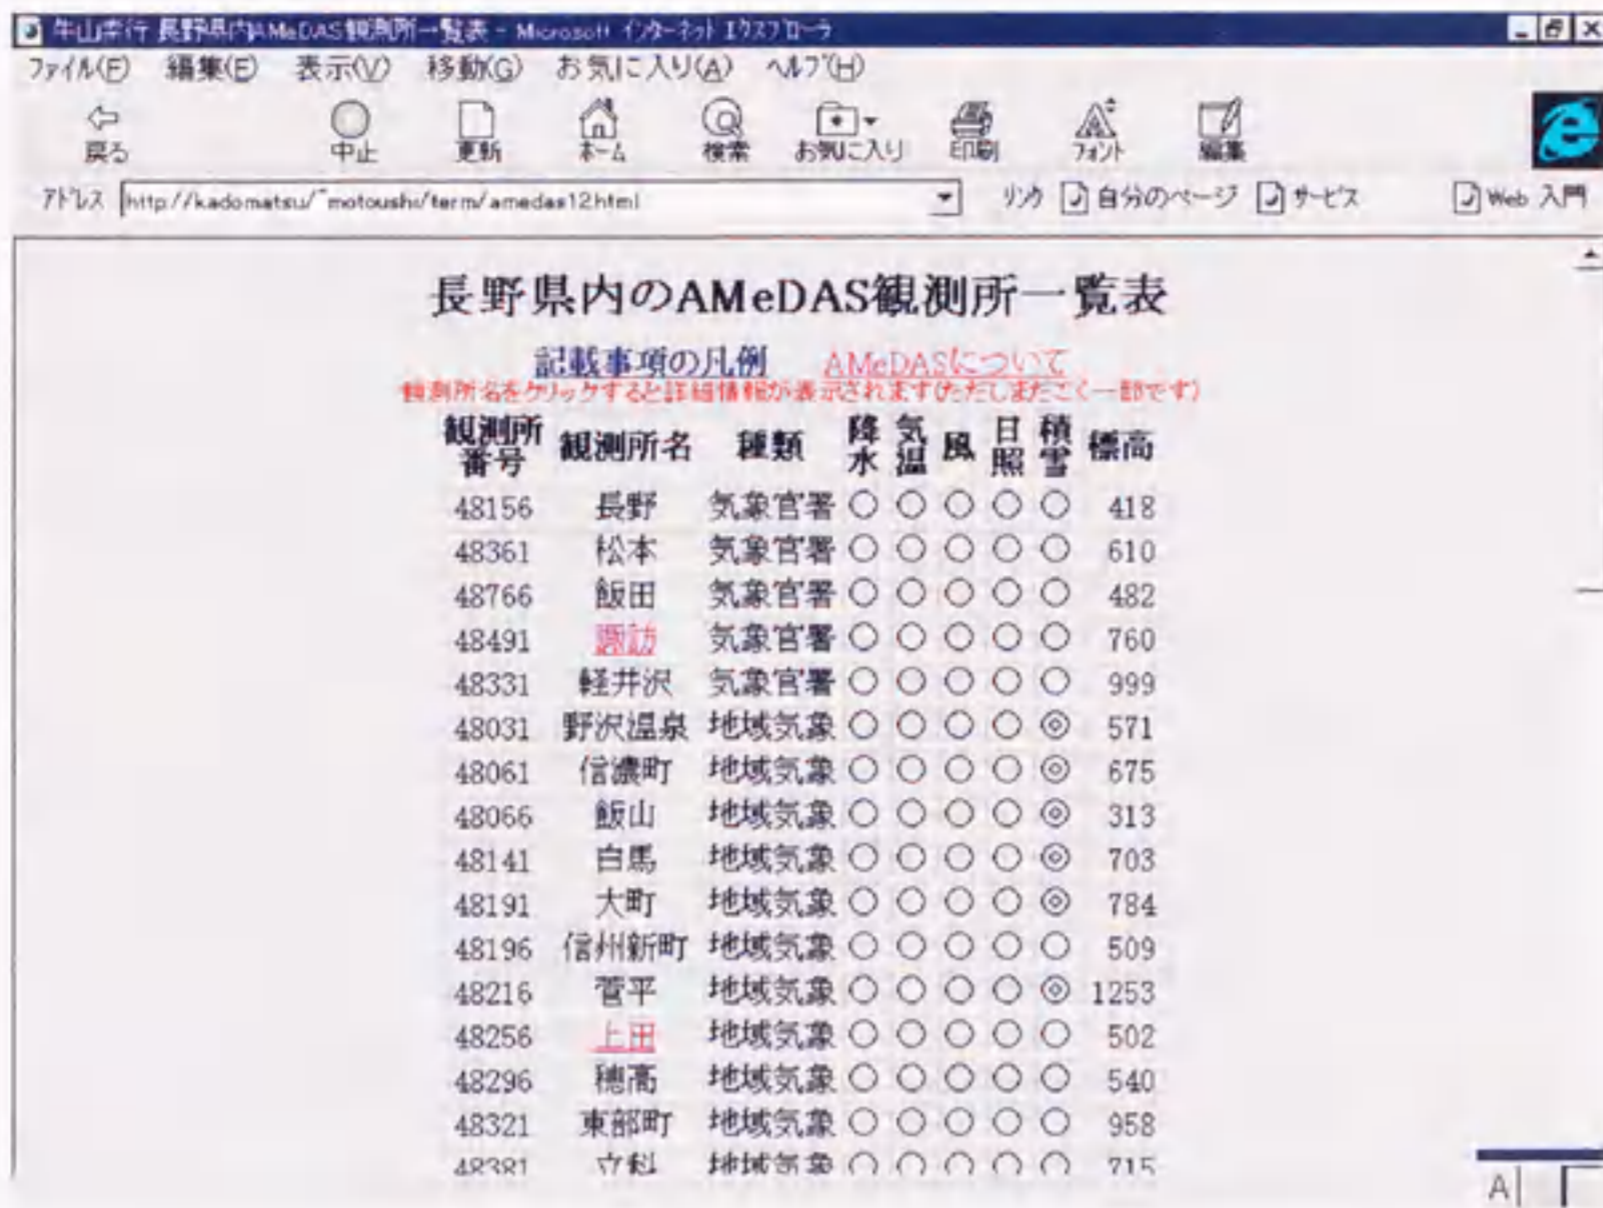 牛山素行 長野県内AMeDAS観測所一覧表 - Microsoft インターネット エクスプローラ
ファイル(F) 編集(E) 表示(V) 移動(G) お気に入り(A) ヘルプ(H)
戻る 中止 更新 ホーム 検索 お気に入り 印刷 フォント 編集
アドレス http://kadomatsu/~motoushi/term/amedas12.html リンク 自分のページ サービス Web 入門
長野県内のAMeDAS観測所一覧表
記載事項の凡例 AMeDASについて
観測所名をクリックすると詳細情報が表示されます(ただしまだごく一部です)
観測所番号 観測所名 種類 降水 気温 風 日照 積雪 標高
48156 長野 気象官署 ○ ○ ○ ○ ○ 418
48361 松本 気象官署 ○ ○ ○ ○ ○ 610
48766 飯田 気象官署 ○ ○ ○ ○ ○ 482
48491 諏訪 気象官署 ○ ○ ○ ○ ○ 760
48331 軽井沢 気象官署 ○ ○ ○ ○ ○ 999
48031 野沢温泉 地域気象 ○ ○ ○ ○ ◎ 571
48061 信濃町 地域気象 ○ ○ ○ ○ ◎ 675
48066 飯山 地域気象 ○ ○ ○ ○ ◎ 313
48141 白馬 地域気象 ○ ○ ○ ○ ◎ 703
48191 大町 地域気象 ○ ○ ○ ○ ◎ 784
48196 信州新町 地域気象 ○ ○ ○ ○ ○ 509
48216 菅平 地域気象 ○ ○ ○ ○ ◎ 1253
48256 上田 地域気象 ○ ○ ○ ○ ○ 502
48296 穂高 地域気象 ○ ○ ○ ○ ○ 540
48321 東部町 地域気象 ○ ○ ○ ○ ○ 958
48381 立科 地域気象 ○ ○ ○ ○ ○ 715
A